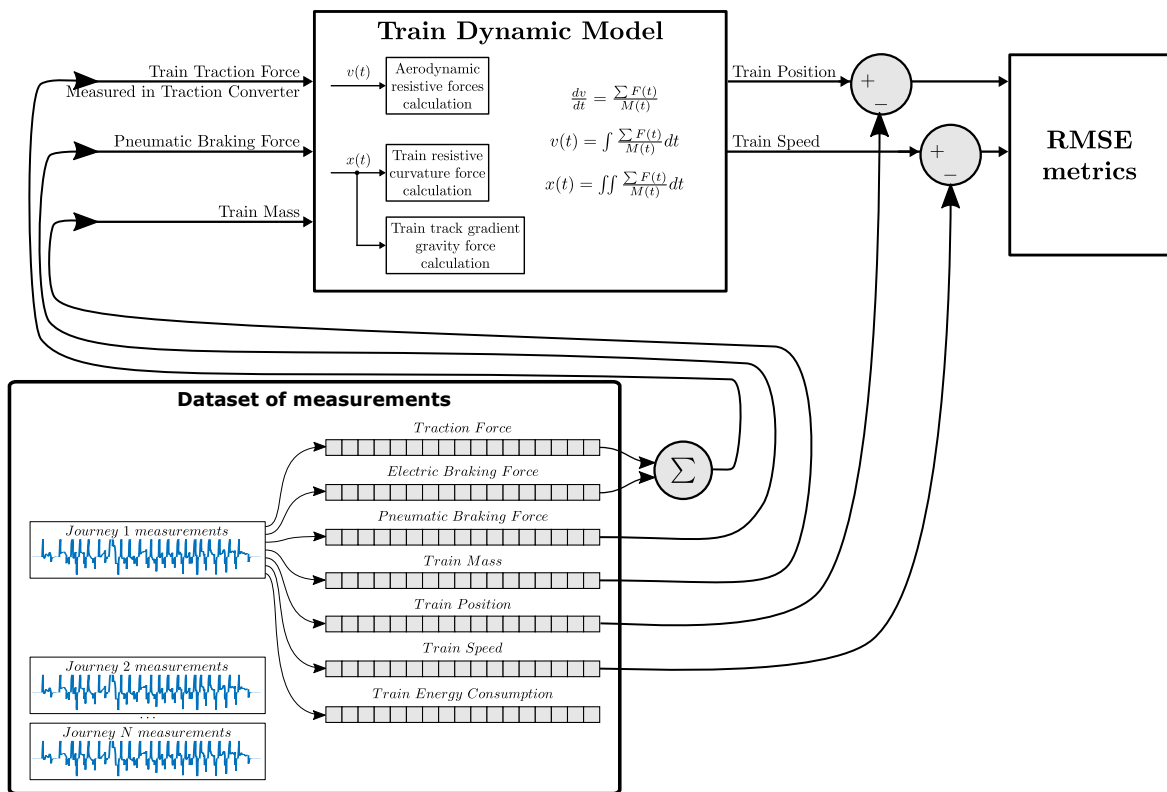 Train Dynamic Model
Train Traction Force
Measured in Traction Converter
Pneumatic Braking Force
Train Mass
v(t)
Aerodynamic
resistive forces
calculation
x(t)
Train resistive
curvature force
calculation
Train track gradient
gravity force
calculation
dv/dt = ∑ F(t)/M(t)
v(t) = ∫ ∑ F(t)/M(t) dt
x(t) = ∫∫ ∑ F(t)/M(t) dt
Train Position
Train Speed
+
−
+
−
RMSE
metrics
Dataset of measurements
Traction Force
Electric Braking Force
∑
Pneumatic Braking Force
Journey 1 measurements
Train Mass
Train Position
Train Speed
Journey 2 measurements
Train Energy Consumption
...
Journey N measurements